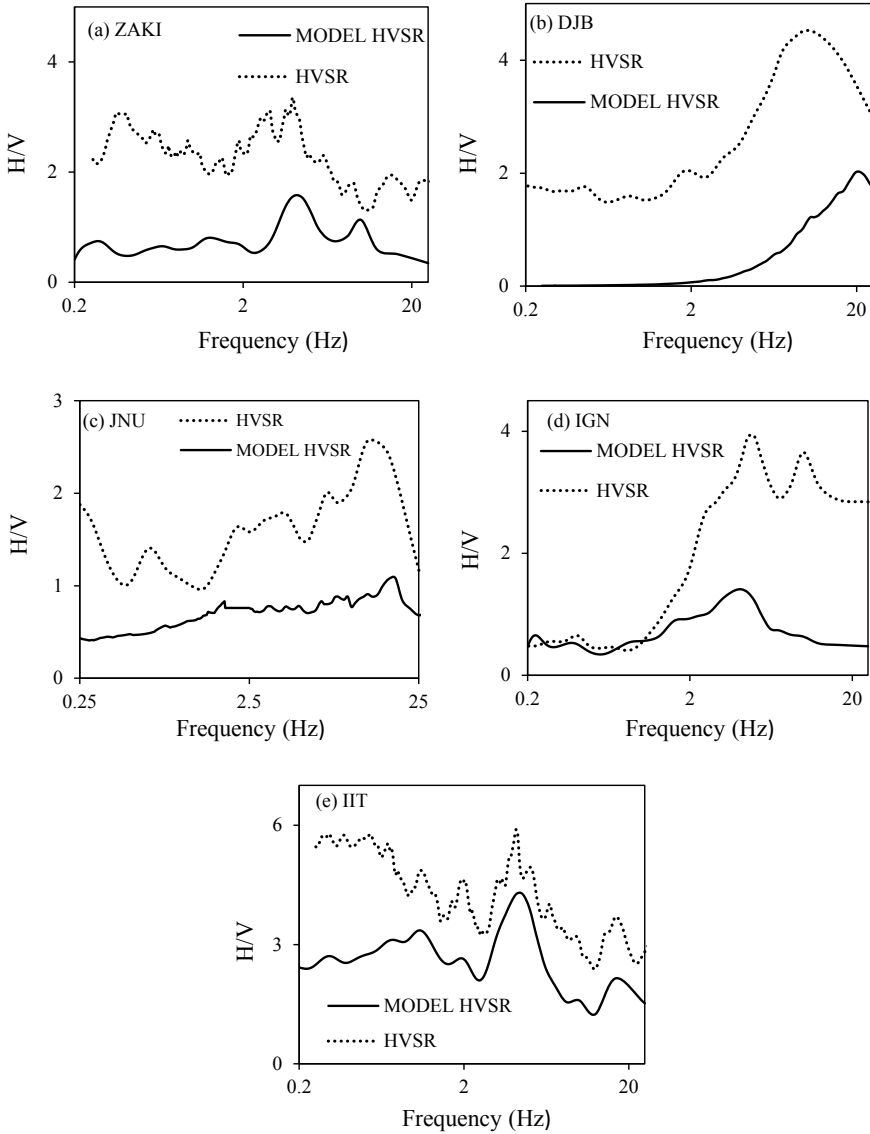 (a) ZAKI
MODEL HVSR
HVSR
4
2
0
H/V
0.2
2
20
Frequency (Hz)
(b) DJB
HVSR
MODEL HVSR
4
2
0
H/V
0.2
2
20
Frequency (Hz)
(c) JNU
HVSR
MODEL HVSR
3
2
1
0
H/V
0.25
2.5
25
Frequency (Hz)
(d) IGN
MODEL HVSR
HVSR
4
2
0
H/V
0.2
2
20
Frequency (Hz)
(e) IIT
6
3
0
H/V
MODEL HVSR
HVSR
0.2
2
20
Frequency (Hz)